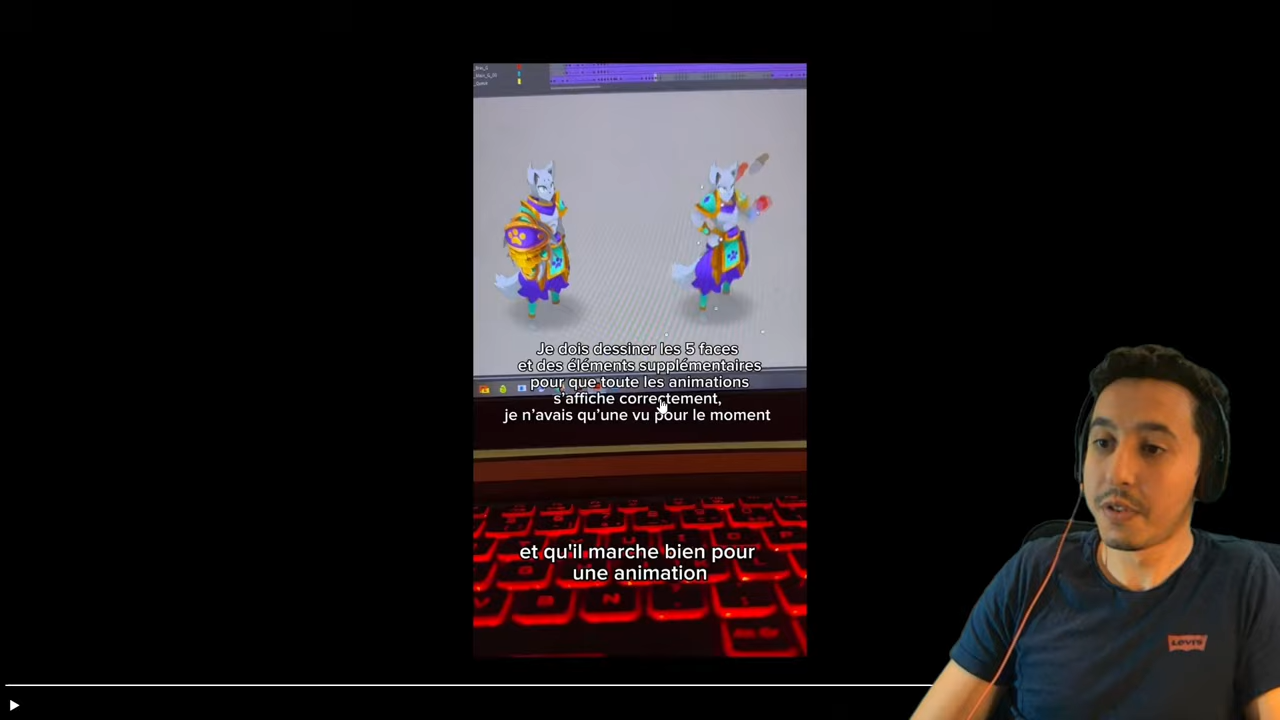 Je dois dessiner les 5 faces
et des éléments supplémentaires
pour que toute les animations
s'affiche correctement,
je n'avais qu'une vu pour le moment
et qu'il marche bien pour
une animation
LEVI'S